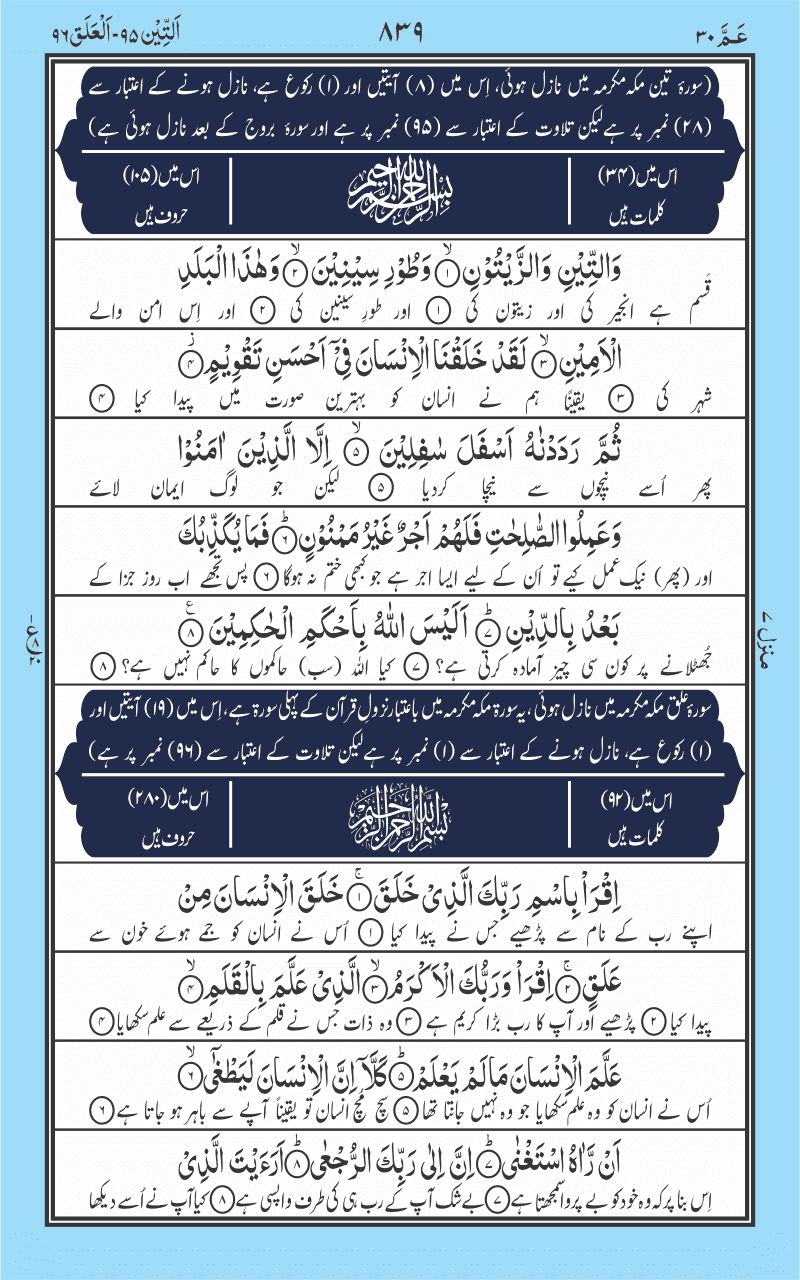 عَمَّ ۳۰
۸۳۹
اَلتِّيْن ۹۵ - اَلْعَلَق ۹۶
(سورۂ تین مکہ مکرمہ میں نازل ہوئی، اِس میں (۸) آیتیں اور (۱) رکوع ہے، نازل ہونے کے اعتبار سے
(۲۸) نمبر پر ہے لیکن تلاوت کے اعتبار سے (۹۵) نمبر پر ہے اور سورۂ بروج کے بعد نازل ہوئی ہے)
اس میں (۳۴)
کلمات ہیں
بِسْمِ اللهِ الرَّحْمٰنِ الرَّحِيْمِ
اس میں (۱۰۵)
حروف ہیں
وَالتِّيْنِ وَالزَّيْتُوْنِ ۙ‏﴿۱﴾ وَطُوْرِ سِيْنِيْنَ ۙ‏﴿۲﴾ وَهٰذَا الْبَلَدِ
قَسم ہے انجیر کی اور زیتون کی ﴿۱﴾ اور طورِ سینین کی ﴿۲﴾ اور اِس امن والے
الْاَمِيْنِ ۙ‏﴿۳﴾ لَقَدْ خَلَقْنَا الْاِنْسَانَ فِيْۤ اَحْسَنِ تَقْوِيْمٍ ۫‏﴿۴﴾
شہر کی ﴿۳﴾ یقینًا ہم نے انسان کو بہترین صورت میں پیدا کیا ﴿۴﴾
ثُمَّ رَدَدْنٰهُ اَسْفَلَ سٰفِلِيْنَ ۙ‏﴿۵﴾ اِلَّا الَّذِيْنَ اٰمَنُوْا
پھر اُسے نیچوں سے نیچا کردیا ﴿۵﴾ لیکن جو لوگ ایمان لائے
وَعَمِلُوا الصّٰلِحٰتِ فَلَهُمْ اَجْرٌ غَيْرُ مَمْنُوْنٍ ؕ‏﴿۶﴾ فَمَا يُكَذِّبُكَ
اور (پھر) نیک عمل کیے تو اُن کے لیے ایسا اجر ہے جو کبھی ختم نہ ہوگا ﴿۶﴾ پس تجھے اب روز جزا کے
بَعْدُ بِالدِّيْنِ ؕ‏﴿۷﴾ اَلَيْسَ اللّٰهُ بِاَحْكَمِ الْحٰكِمِيْنَ ‏﴿۸﴾
جُھٹلانے پر کون سی چیز آمادہ کرتی ہے؟ ﴿۷﴾ کیا اللہ (سب) حاکموں کا حاکم نہیں ہے؟ ﴿۸﴾
منزل ۷
سورۂ علق مکہ مکرمہ میں نازل ہوئی، یہ سورۃ مکہ مکرمہ میں باعتبار نزولِ قرآن کے پہلی سورۃ ہے، اِس میں (۱۹) آیتیں اور
(۱) رکوع ہے، نازل ہونے کے اعتبار سے (۱) نمبر پر ہے لیکن تلاوت کے اعتبار سے (۹۶) نمبر پر ہے)
اس میں (۹۲)
کلمات ہیں
بِسْمِ اللهِ الرَّحْمٰنِ الرَّحِيْمِ
اس میں (۲۸۰)
حروف ہیں
اِقْرَاْ بِاسْمِ رَبِّكَ الَّذِيْ خَلَقَ ۚ‏﴿۱﴾ خَلَقَ الْاِنْسَانَ مِنْ
اپنے رب کے نام سے پڑھیے جس نے پیدا کیا ﴿۱﴾ اُس نے انسان کو جمے ہوئے خون سے
عَلَقٍ ۚ‏﴿۲﴾ اِقْرَاْ وَرَبُّكَ الْاَكْرَمُ ۙ‏﴿۳﴾ الَّذِيْ عَلَّمَ بِالْقَلَمِ ۙ‏﴿۴﴾
پیدا کیا ﴿۲﴾ پڑھیے اور آپ کا رب بڑا کریم ہے ﴿۳﴾ وہ ذات جس نے قلم کے ذریعے سے علم سکھایا ﴿۴﴾
عَلَّمَ الْاِنْسَانَ مَا لَمْ يَعْلَمْ ؕ‏﴿۵﴾ كَلَّاۤ اِنَّ الْاِنْسَانَ لَيَطْغٰٓى ۙ‏﴿۶﴾
اُس نے انسان کو وہ علم سکھایا جو وہ نہیں جانتا تھا ﴿۵﴾ سچ مُچ انسان تو یقیناً آپے سے باہر ہو جاتا ہے ﴿۶﴾
اَنْ رَّاٰهُ اسْتَغْنٰى ؕ‏﴿۷﴾ اِنَّ اِلٰى رَبِّكَ الرُّجْعٰى ؕ‏﴿۸﴾ اَرَءَيْتَ الَّذِيْ
اِس بنا پر کہ وہ خود کو بے پروا سمجھتا ہے ﴿۷﴾ بے شک آپ کے رب ہی کی طرف واپسی ہے ﴿۸﴾ کیا آپ نے اُسے دیکھا